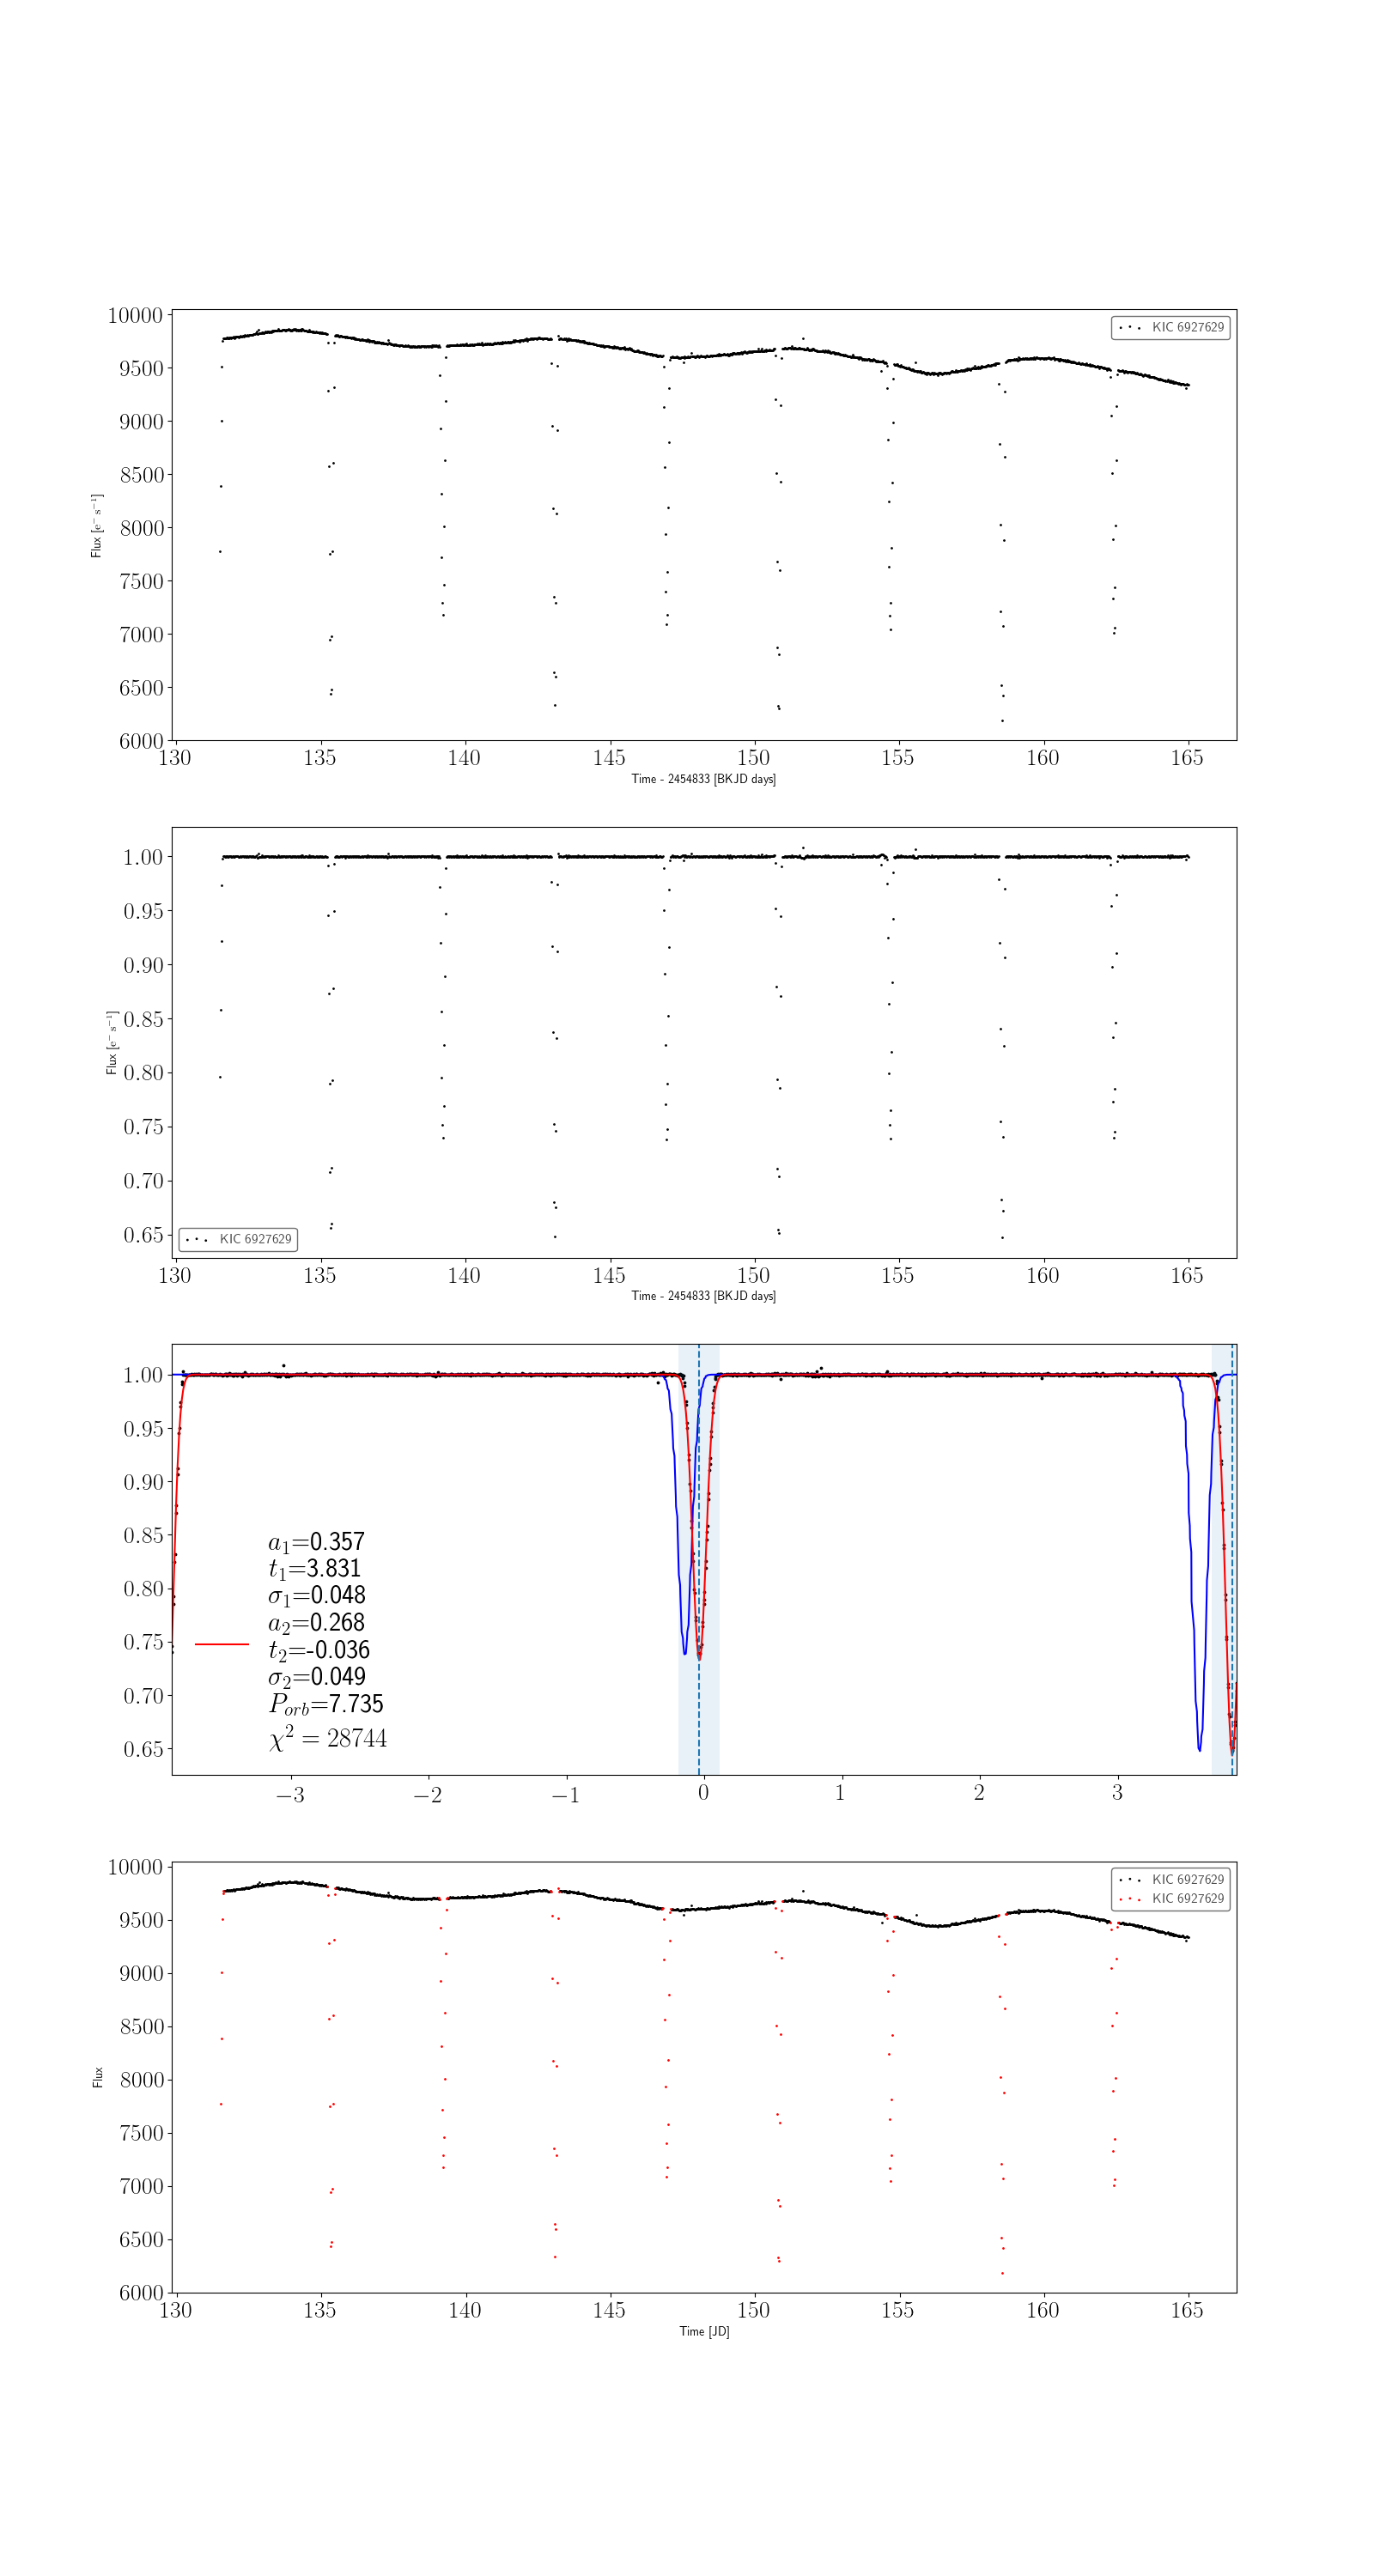 10000
9500
9000
8500
8000
7500
7000
6500
6000
Flux [e⁻ s⁻¹]
KIC 6927629
130 135 140 145 150 155 160 165
Time - 2454833 [BKJD days]
1.00
0.95
0.90
0.85
0.80
0.75
0.70
0.65
Flux [e⁻ s⁻¹]
KIC 6927629
130 135 140 145 150 155 160 165
Time - 2454833 [BKJD days]
1.00
0.95
0.90
0.85
0.80
0.75
0.70
0.65
a₁=0.357
t₁=3.831
σ₁=0.048
a₂=0.268
t₂=-0.036
σ₂=0.049
P_orb=7.735
χ² = 28744
−3 −2 −1 0 1 2 3
10000
9500
9000
8500
8000
7500
7000
6500
6000
Flux
KIC 6927629
KIC 6927629
130 135 140 145 150 155 160 165
Time [JD]